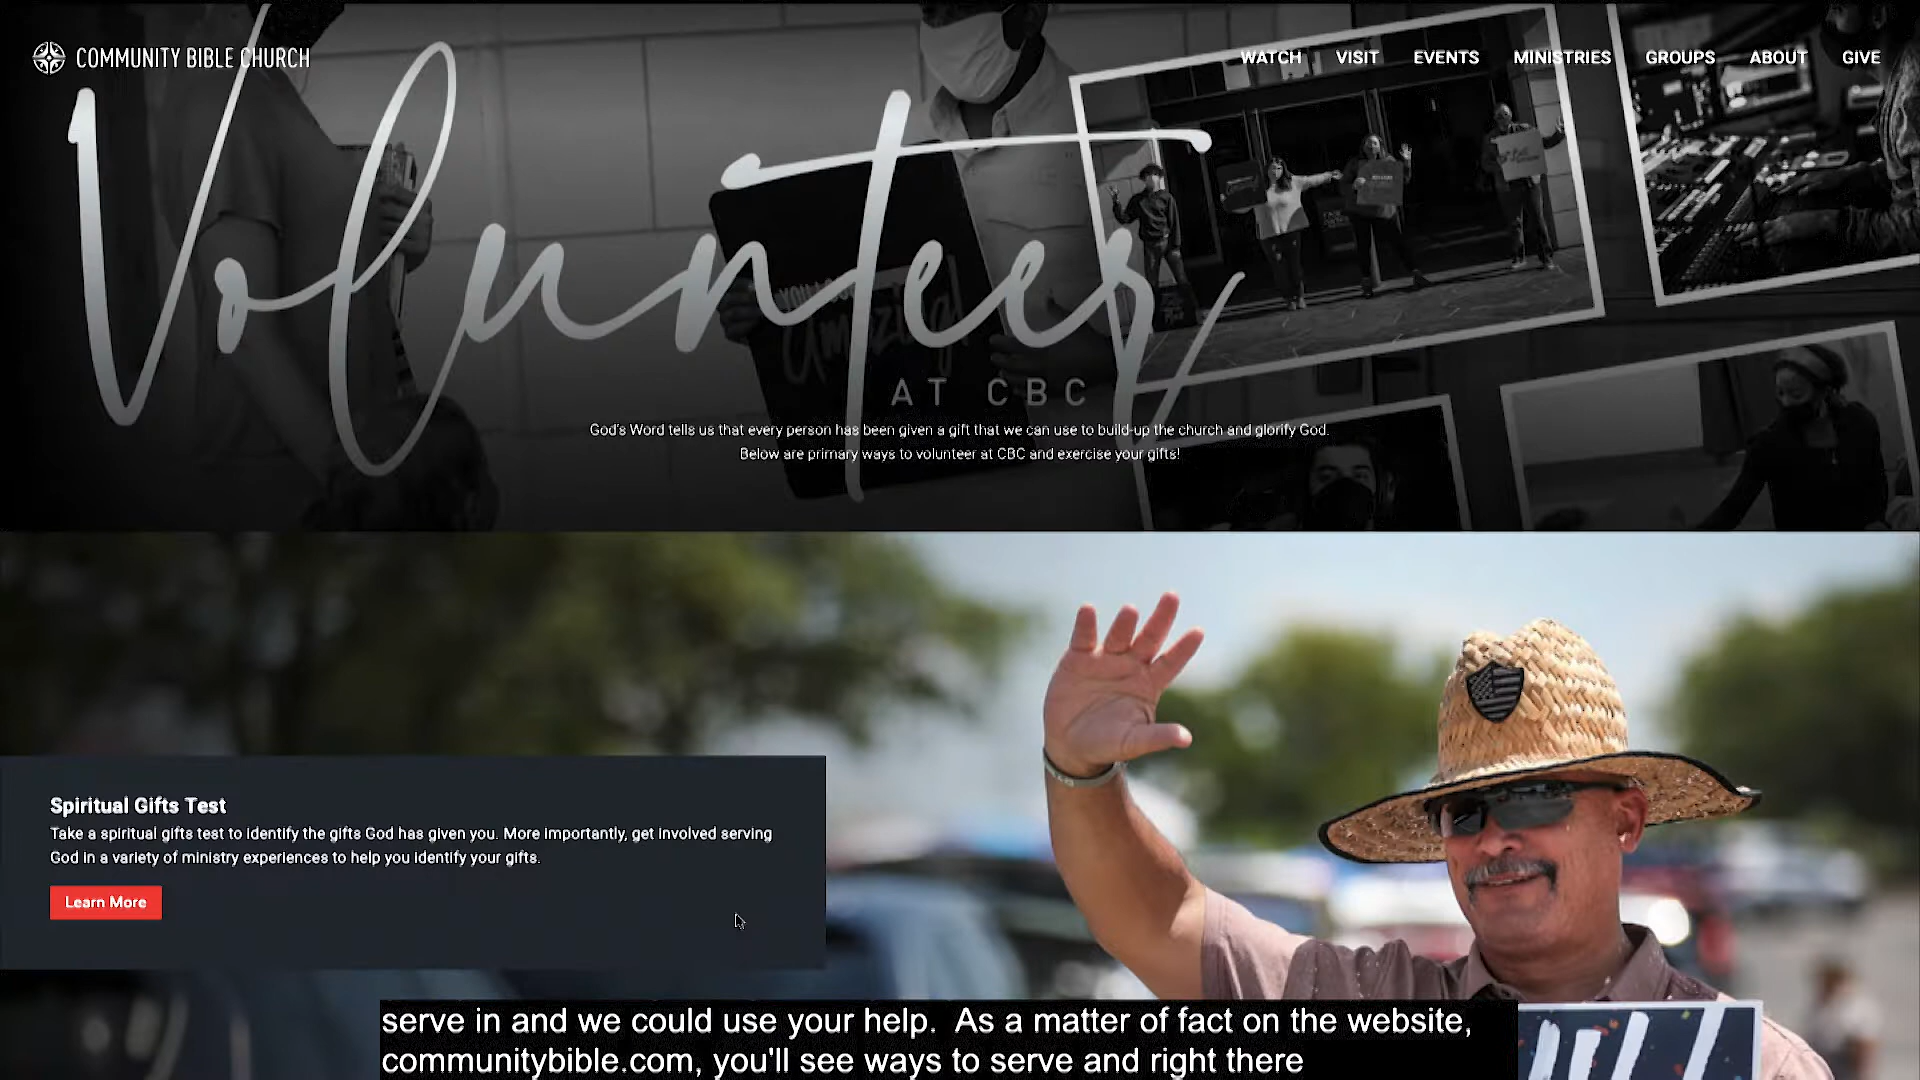 COMMUNITY BIBLE CHURCH
WATCH VISIT EVENTS MINISTRIES GROUPS ABOUT GIVE
Volunteer
AT CBC
God's Word tells us that every person has been given a gift that we can use to build-up the church and glorify God.
Below are primary ways to volunteer at CBC and exercise your gifts!
YOU LOOK
Amazing!
Spiritual Gifts Test
Take a spiritual gifts test to identify the gifts God has given you. More importantly, get involved serving
God in a variety of ministry experiences to help you identify your gifts.
Learn More
serve in and we could use your help. As a matter of fact on the website,
communitybible.com, you'll see ways to serve and right there